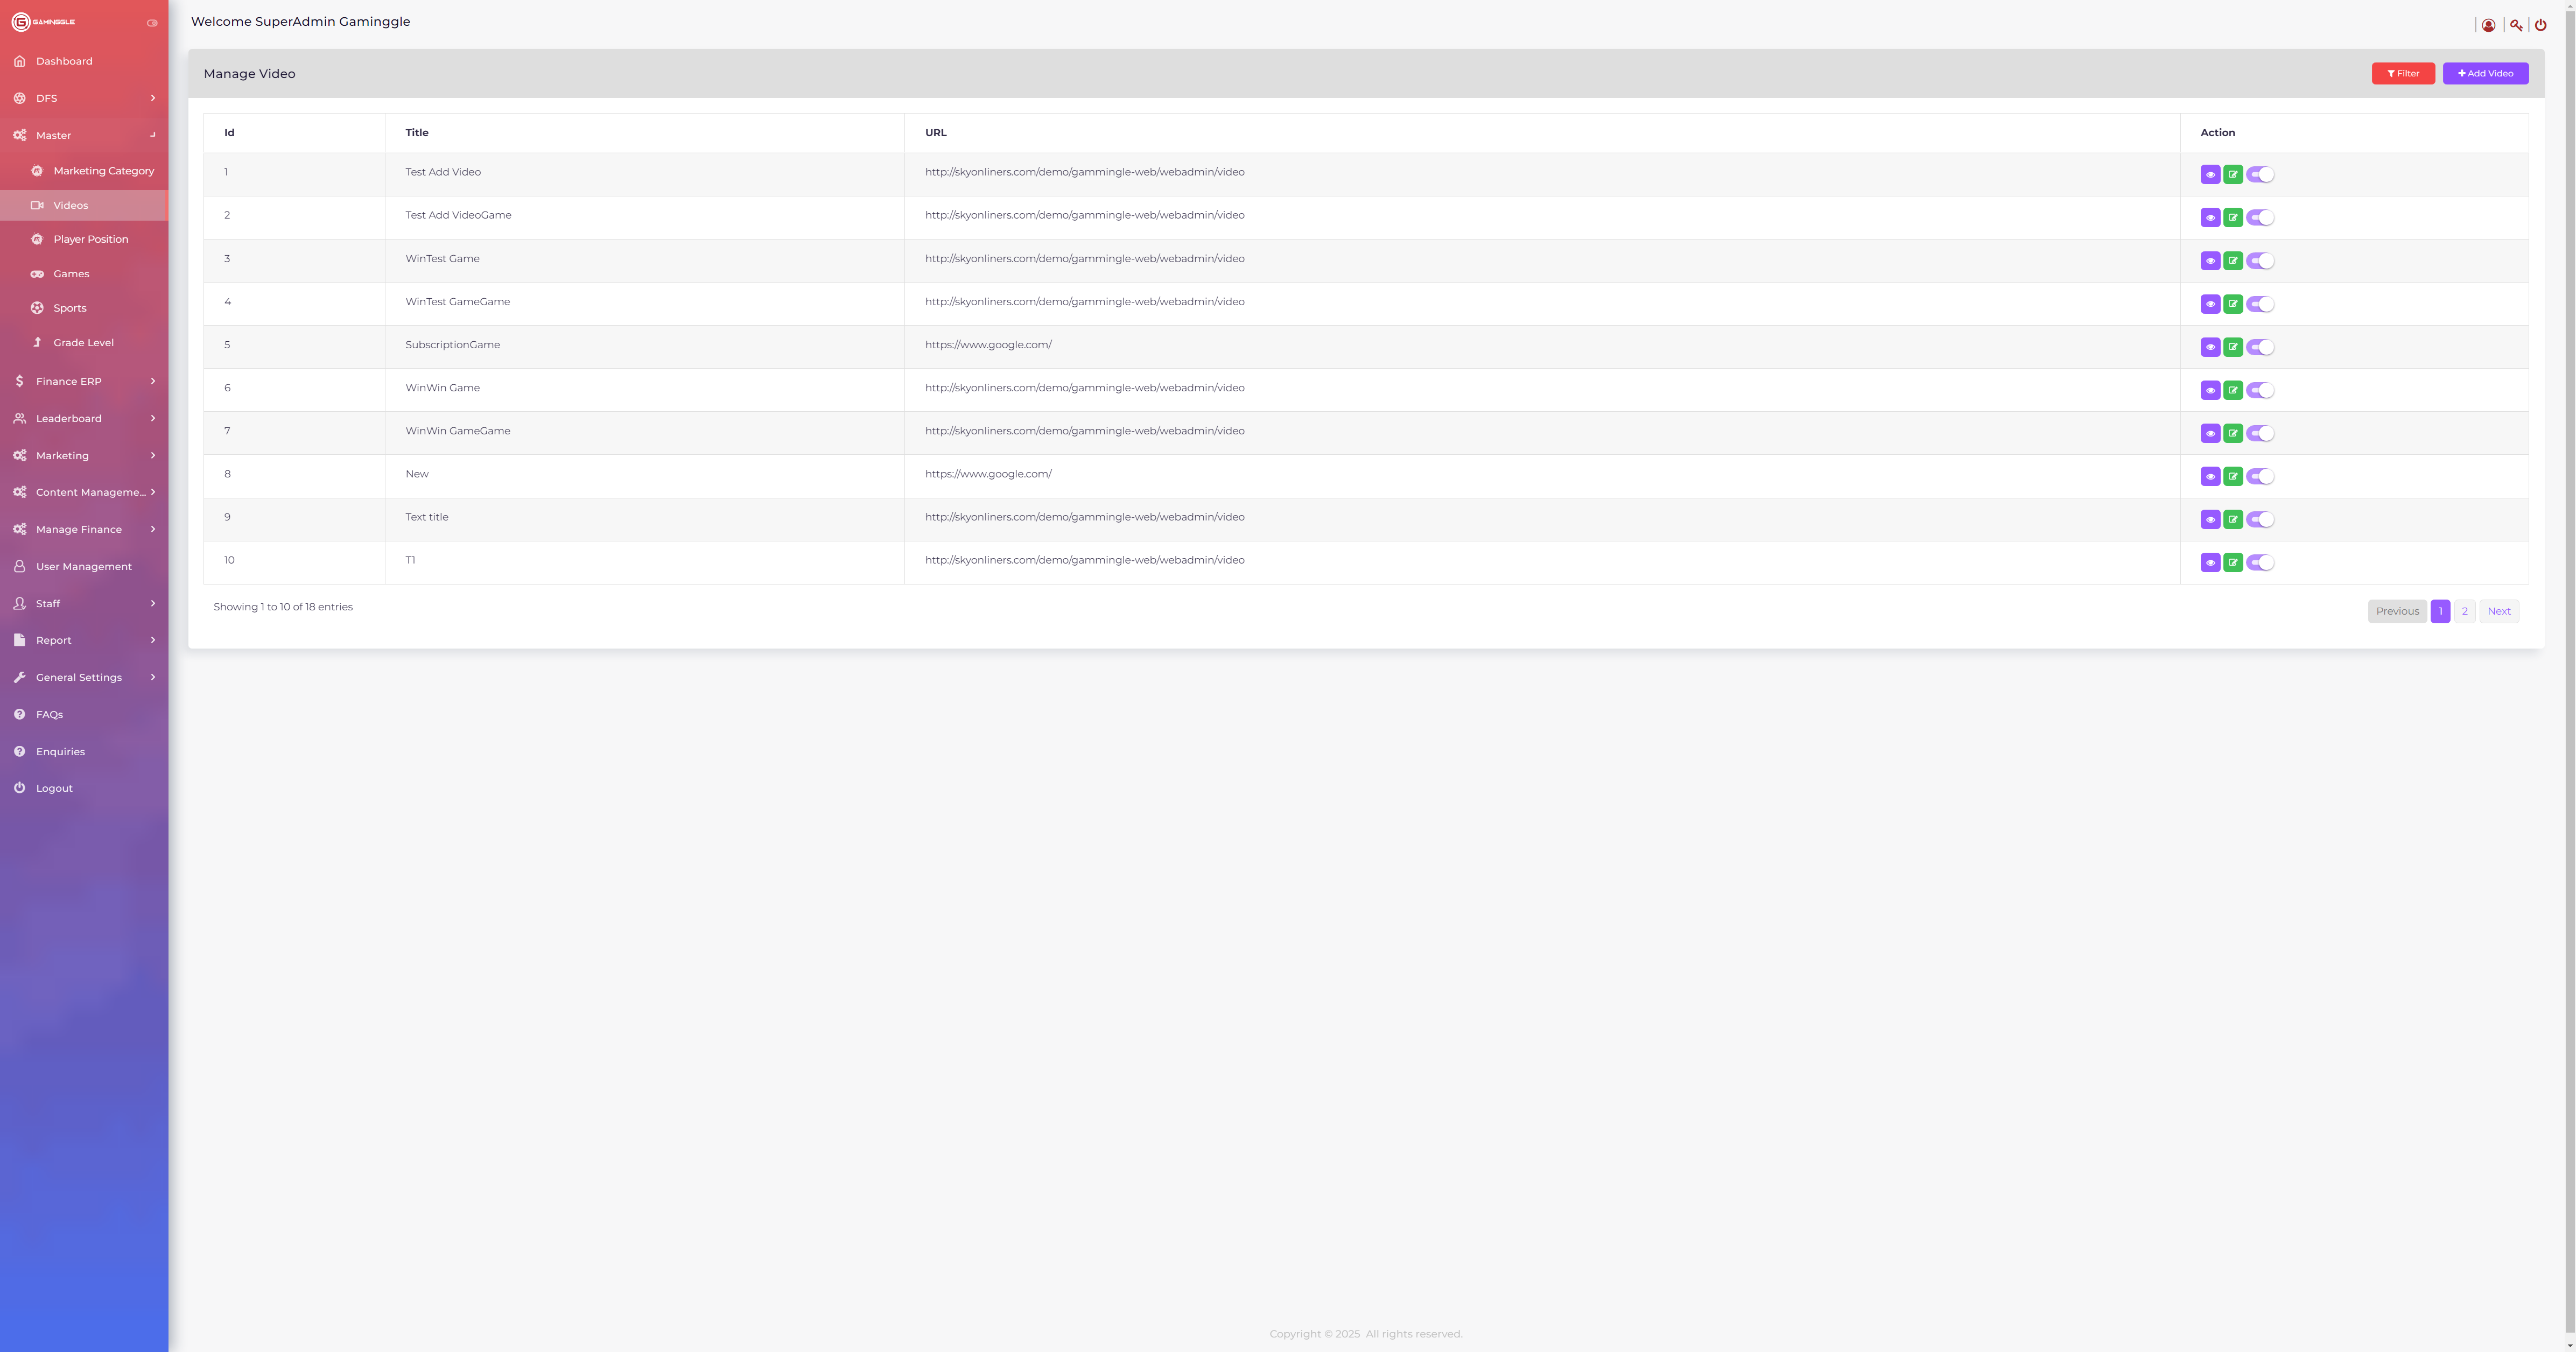 GAMINGGLE
Welcome SuperAdmin Gaminggle
Dashboard
DFS
Master
Marketing Category
Videos
Player Position
Games
Sports
Grade Level
Finance ERP
Leaderboard
Marketing
Content Manageme...
Manage Finance
User Management
Staff
Report
General Settings
FAQs
Enquiries
Logout
Manage Video
Filter
Add Video
Id Title URL Action
1 Test Add Video http://skyonliners.com/demo/gammingle-web/webadmin/video
2 Test Add VideoGame http://skyonliners.com/demo/gammingle-web/webadmin/video
3 WinTest Game http://skyonliners.com/demo/gammingle-web/webadmin/video
4 WinTest GameGame http://skyonliners.com/demo/gammingle-web/webadmin/video
5 SubscriptionGame https://www.google.com/
6 WinWin Game http://skyonliners.com/demo/gammingle-web/webadmin/video
7 WinWin GameGame http://skyonliners.com/demo/gammingle-web/webadmin/video
8 New https://www.google.com/
9 Text title http://skyonliners.com/demo/gammingle-web/webadmin/video
10 T1 http://skyonliners.com/demo/gammingle-web/webadmin/video
Showing 1 to 10 of 18 entries
Previous 1 2 Next
Copyright © 2025 All rights reserved.